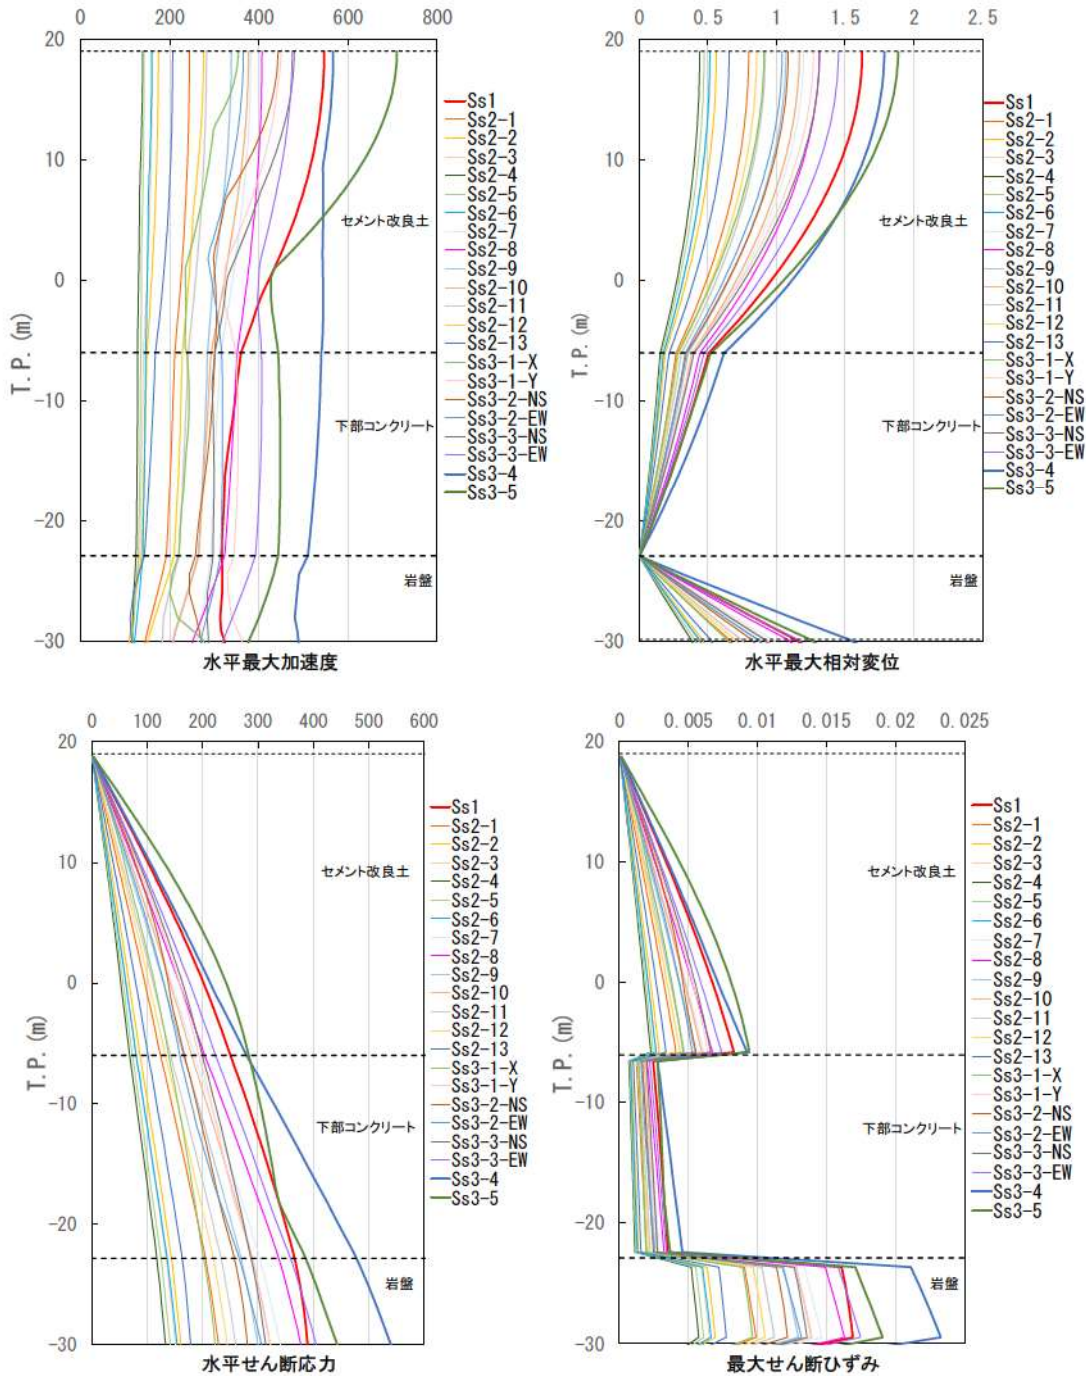 0 200 400 600 800
20
10
0
-10
-20
-30
T.P.(m)
セメント改良土
下部コンクリート
岩盤
Ss1
Ss2-1
Ss2-2
Ss2-3
Ss2-4
Ss2-5
Ss2-6
Ss2-7
Ss2-8
Ss2-9
Ss2-10
Ss2-11
Ss2-12
Ss2-13
Ss3-1-X
Ss3-1-Y
Ss3-2-NS
Ss3-2-EW
Ss3-3-NS
Ss3-3-EW
Ss3-4
Ss3-5
水平最大加速度
0 0.5 1 1.5 2 2.5
20
10
0
-10
-20
-30
T.P.(m)
セメント改良土
下部コンクリート
岩盤
Ss1
Ss2-1
Ss2-2
Ss2-3
Ss2-4
Ss2-5
Ss2-6
Ss2-7
Ss2-8
Ss2-9
Ss2-10
Ss2-11
Ss2-12
Ss2-13
Ss3-1-X
Ss3-1-Y
Ss3-2-NS
Ss3-2-EW
Ss3-3-NS
Ss3-3-EW
Ss3-4
Ss3-5
水平最大相対変位
0 100 200 300 400 500 600
20
10
0
-10
-20
-30
T.P.(m)
セメント改良土
下部コンクリート
岩盤
Ss1
Ss2-1
Ss2-2
Ss2-3
Ss2-4
Ss2-5
Ss2-6
Ss2-7
Ss2-8
Ss2-9
Ss2-10
Ss2-11
Ss2-12
Ss2-13
Ss3-1-X
Ss3-1-Y
Ss3-2-NS
Ss3-2-EW
Ss3-3-NS
Ss3-3-EW
Ss3-4
Ss3-5
水平せん断応力
0 0.005 0.01 0.015 0.02 0.025
20
10
0
-10
-20
-30
T.P.(m)
セメント改良土
下部コンクリート
岩盤
Ss1
Ss2-1
Ss2-2
Ss2-3
Ss2-4
Ss2-5
Ss2-6
Ss2-7
Ss2-8
Ss2-9
Ss2-10
Ss2-11
Ss2-12
Ss2-13
Ss3-1-X
Ss3-1-Y
Ss3-2-NS
Ss3-2-EW
Ss3-3-NS
Ss3-3-EW
Ss3-4
Ss3-5
最大せん断ひずみ